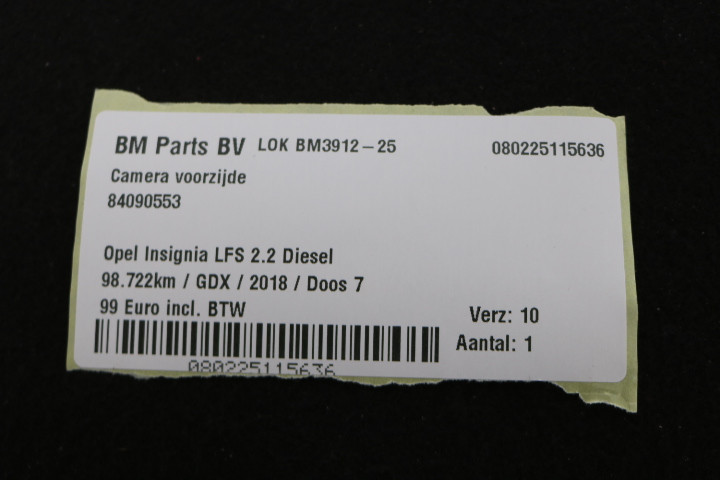 BM Parts BV LOK BM3912-25 080225115636
Camera voorzijde
84090553
Opel Insignia LFS 2.2 Diesel
98.722km / GDX / 2018 / Doos 7
99 Euro incl. BTW
Verz: 10
Aantal: 1
080225115636